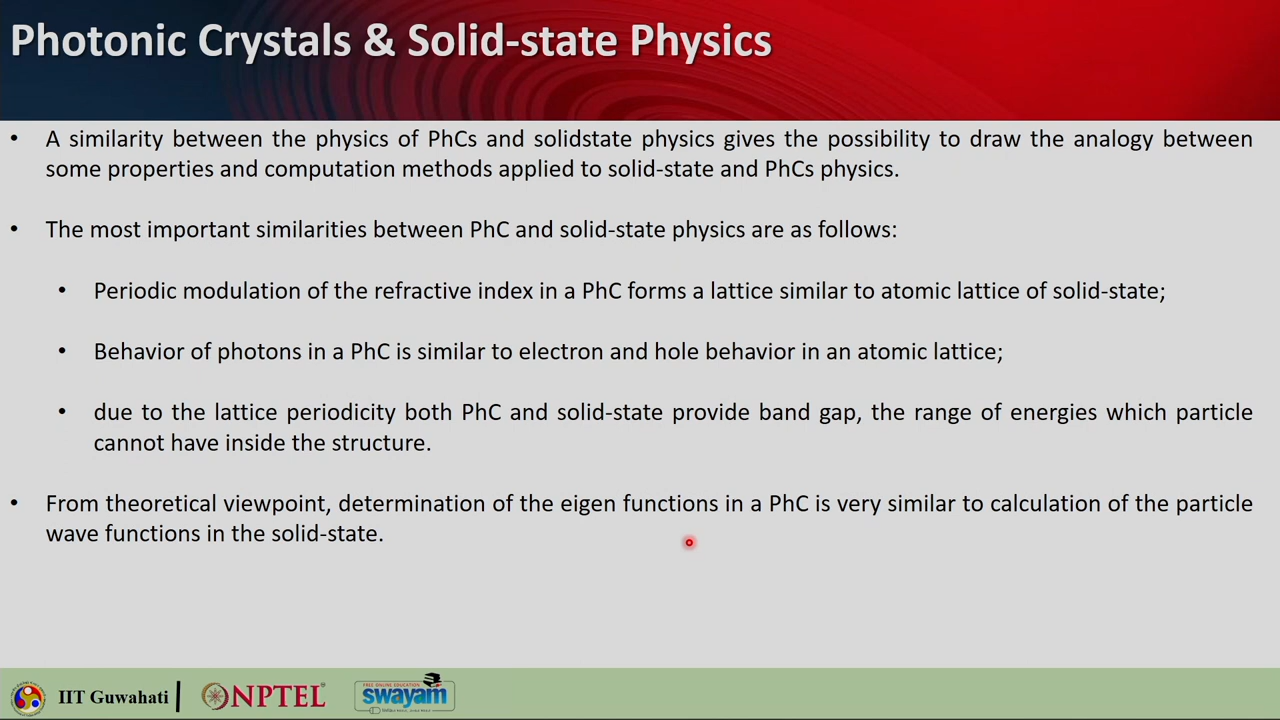 Photonic Crystals & Solid-state Physics
• A similarity between the physics of PhCs and solidstate physics gives the possibility to draw the analogy between
some properties and computation methods applied to solid-state and PhCs physics.
• The most important similarities between PhC and solid-state physics are as follows:
• Periodic modulation of the refractive index in a PhC forms a lattice similar to atomic lattice of solid-state;
• Behavior of photons in a PhC is similar to electron and hole behavior in an atomic lattice;
• due to the lattice periodicity both PhC and solid-state provide band gap, the range of energies which particle
cannot have inside the structure.
• From theoretical viewpoint, determination of the eigen functions in a PhC is very similar to calculation of the particle
wave functions in the solid-state.
IIT Guwahati
NPTEL
FREE ONLINE EDUCATION
swayam